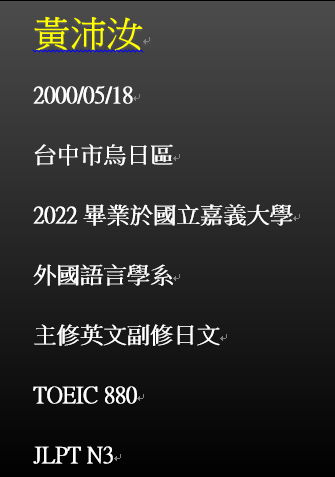 黃沛汝
2000/05/18
台中市烏日區
2022 畢業於國立嘉義大學
外國語言學系
主修英文副修日文
TOEIC 880
JLPT N3